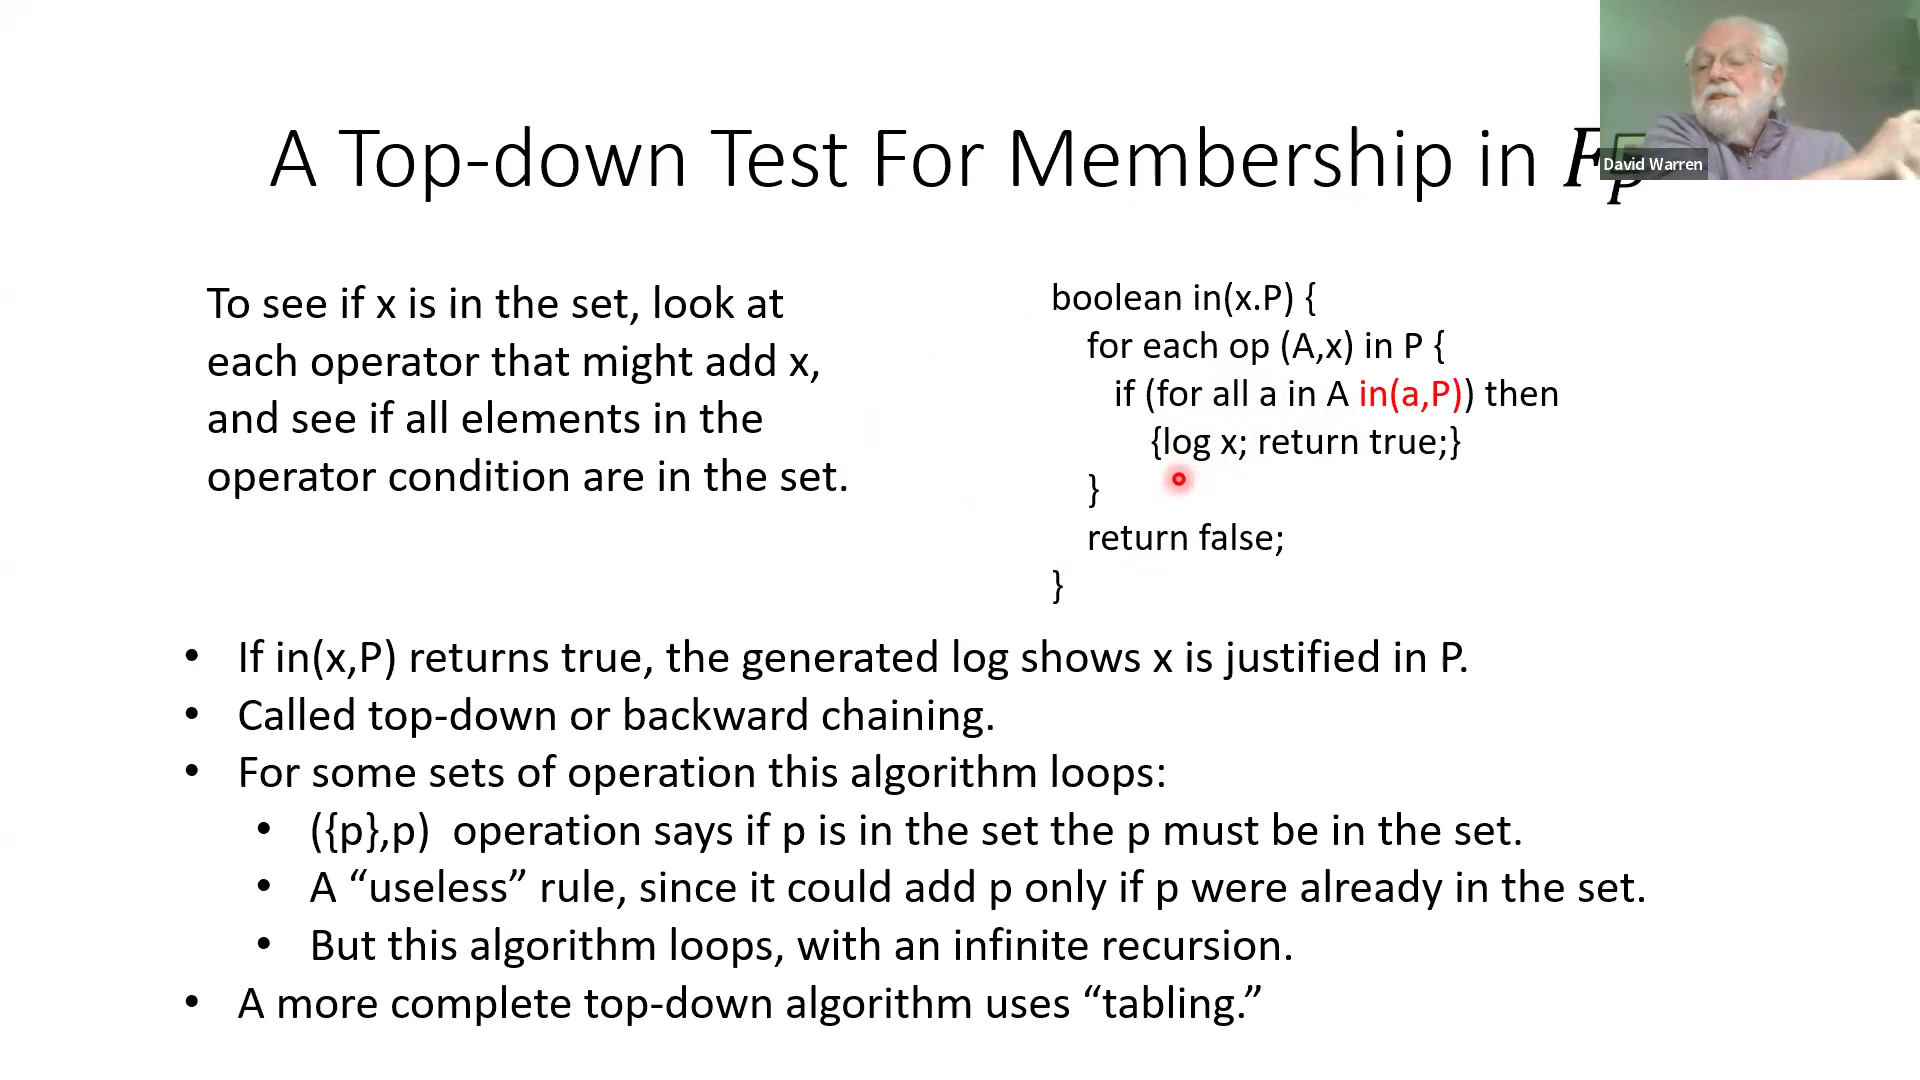 A Top-down Test For Membership in F_P
David Warren
To see if x is in the set, look at
each operator that might add x,
and see if all elements in the
operator condition are in the set.
boolean in(x.P) {
for each op (A,x) in P {
if (for all a in A in(a,P)) then
{log x; return true;}
}
return false;
}
• If in(x,P) returns true, the generated log shows x is justified in P.
• Called top-down or backward chaining.
• For some sets of operation this algorithm loops:
• ({p},p) operation says if p is in the set the p must be in the set.
• A “useless” rule, since it could add p only if p were already in the set.
• But this algorithm loops, with an infinite recursion.
• A more complete top-down algorithm uses “tabling.”